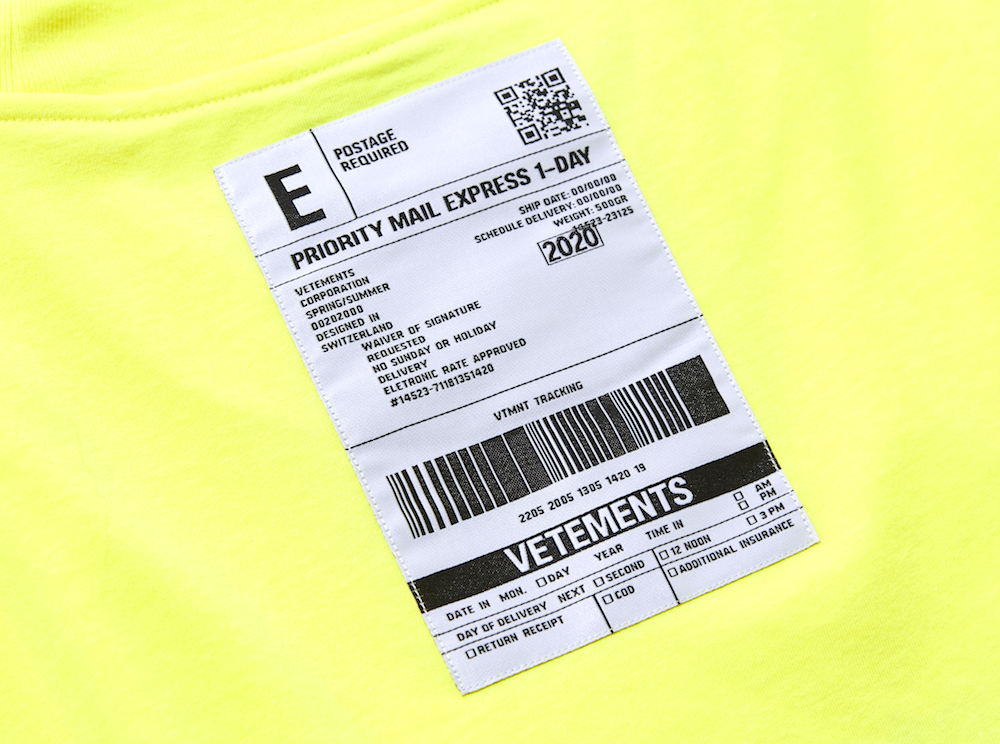 E
POSTAGE
REQUIRED
PRIORITY MAIL EXPRESS 1-DAY
SHIP DATE: 00/00/00
SCHEDULE DELIVERY: 00/00/00
WEIGHT: 500GR
14523-23125
2020
VETEMENTS
CORPORATION
SPRING/SUMMER
00202000
DESIGNED IN
SWITZERLAND
WAIVER OF SIGNATURE
REQUESTED
NO SUNDAY OR HOLIDAY
DELIVERY
ELETRONIC RATE APPROVED
#14523-71181351420
VTMNT TRACKING
2205 2005 1305 1420 19
VETEMENTS
DATE IN MON. DAY YEAR TIME IN AM PM
DAY OF DELIVERY NEXT SECOND 12 NOON 3 PM
RETURN RECEIPT COD ADDITIONAL INSURANCE